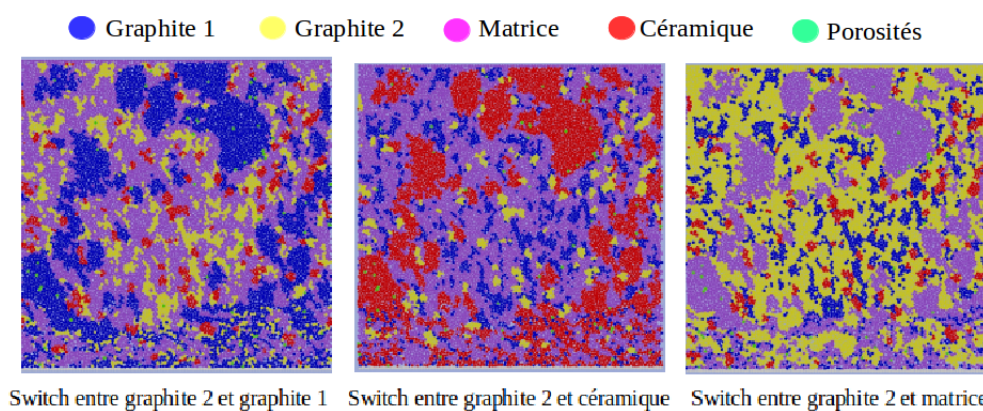 Graphite 1 Graphite 2 Matrice Céramique Porosités
Switch entre graphite 2 et graphite 1 Switch entre graphite 2 et céramique Switch entre graphite 2 et matrice